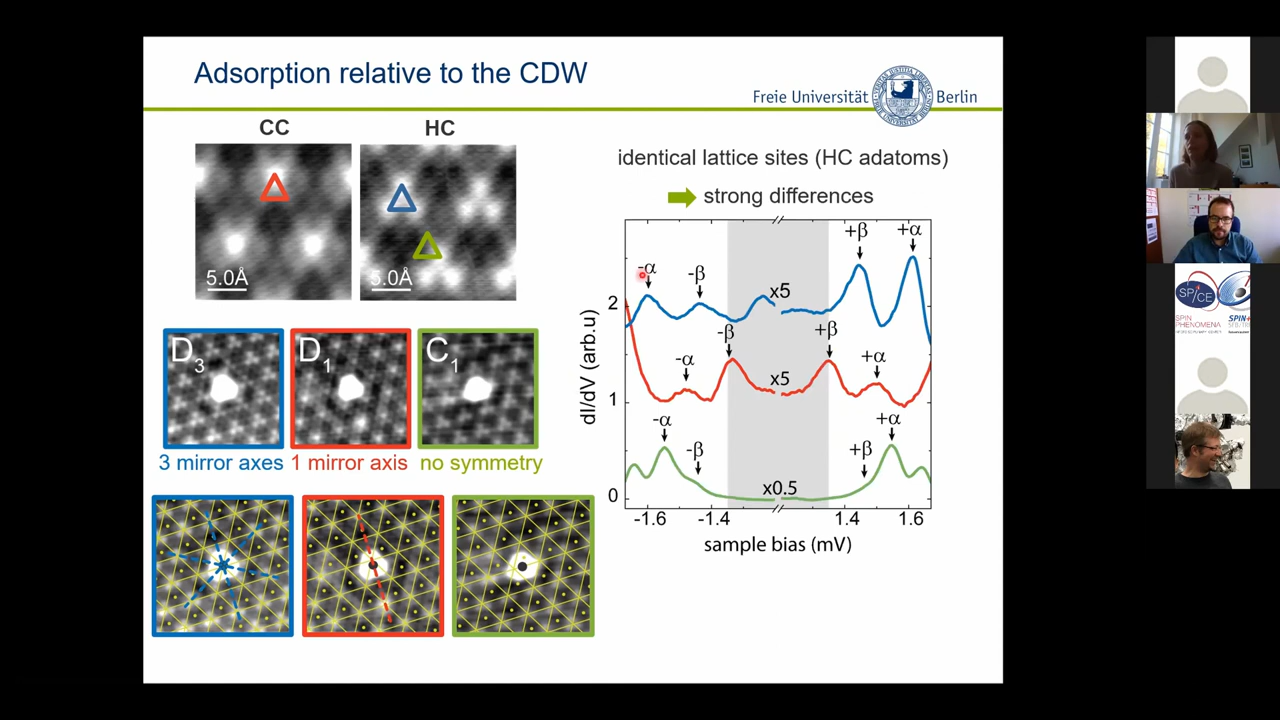 Adsorption relative to the CDW
Freie Universität Berlin
CC
HC
5.0Å
5.0Å
identical lattice sites (HC adatoms)
strong differences
D3
D1
C1
3 mirror axes
1 mirror axis
no symmetry
-α
-β
x5
+β
+α
-α
-β
x5
+β
+α
-α
-β
x0.5
+β
+α
2
1
0
dI/dV (arb.u)
-1.6
-1.4
1.4
1.6
sample bias (mV)
SPICE
SPIN
PHENOMENA
SPIN+